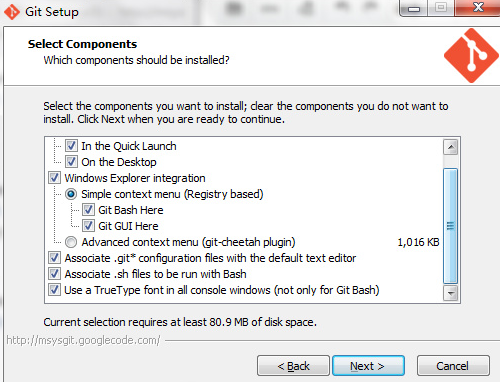 Git Setup
Select Components
Which components should be installed?
Select the components you want to install; clear the components you do not want to
install. Click Next when you are ready to continue.
In the Quick Launch
On the Desktop
Windows Explorer integration
Simple context menu (Registry based)
Git Bash Here
Git GUI Here
Advanced context menu (git-cheetah plugin) 1,016 KB
Associate .git* configuration files with the default text editor
Associate .sh files to be run with Bash
Use a TrueType font in all console windows (not only for Git Bash)
Current selection requires at least 80.9 MB of disk space.
http://msysgit.googlecode.com/
< Back Next > Cancel